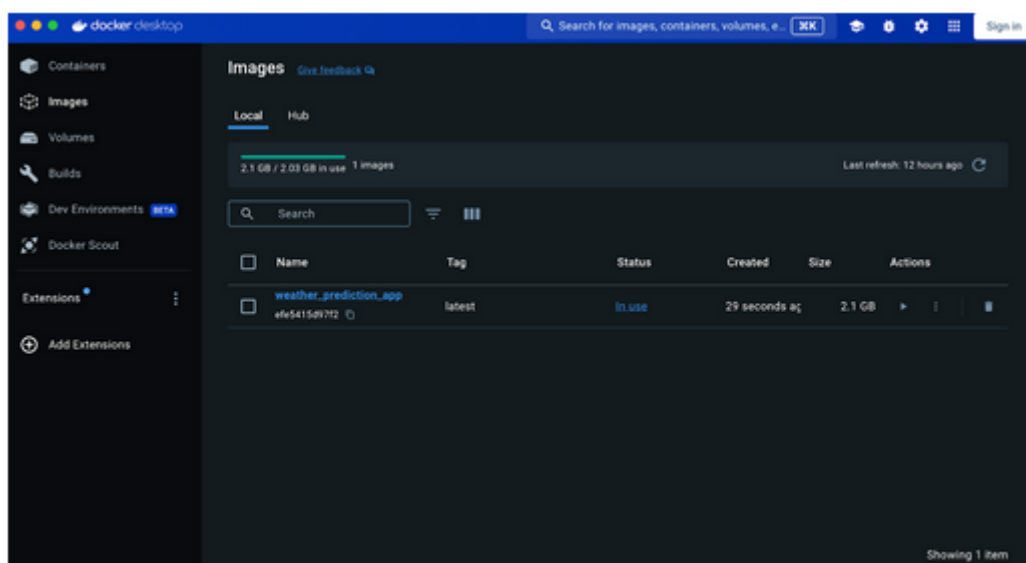 docker desktop
Search for images, containers, volumes, e... ⌘K
Sign in
Containers
Images
Volumes
Builds
Dev Environments BETA
Docker Scout
Extensions
Add Extensions
Images Give feedback
Local Hub
2.1 GB / 2.03 GB in use 1 images
Last refresh: 12 hours ago
Search
Name Tag Status Created Size Actions
weather_prediction_app latest In use 29 seconds ag 2.1 GB
efe5415d97f2
Showing 1 item